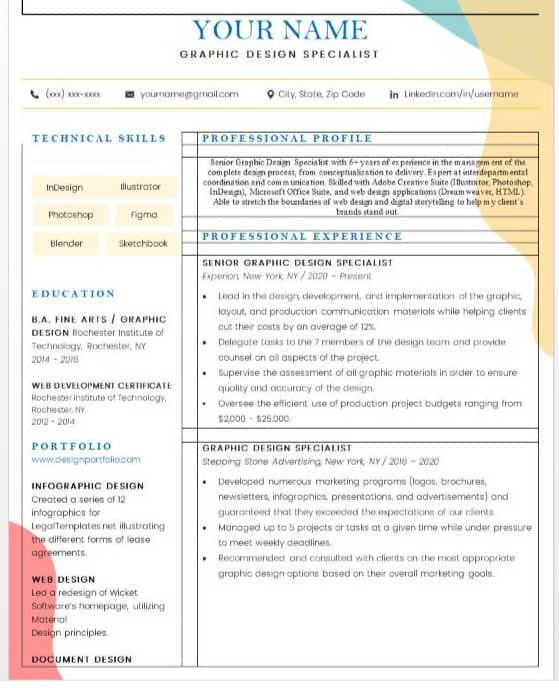 YOUR NAME
GRAPHIC DESIGN SPECIALIST
(xxx) xxx-xxxx yourname@gmail.com City, State, Zip Code Linkedin.com/in/username
TECHNICAL SKILLS
InDesign Illustrator
Photoshop Figma
Blender Sketchbook
EDUCATION
B.A. FINE ARTS / GRAPHIC
DESIGN Rochester Institute of
Technology, Rochester, NY
2014 - 2016
WEB DEVELOPMENT CERTIFICATE
Rochester Institute of Technology,
Rochester, NY
2012 - 2014
PORTFOLIO
www.designportfolio.com
INFOGRAPHIC DESIGN
Created a series of 12
infographics for
LegalTemplates.net illustrating
the different forms of lease
agreements.
WEB DESIGN
Led a redesign of Wicket
Software's homepage, utilizing
Material
Design principles.
DOCUMENT DESIGN
PROFESSIONAL PROFILE
Senior Graphic Design Specialist with 6+ years of experience in the management of the
complete design process, from conceptualization to delivery. Expert at interdepartmental
coordination and communication. Skilled with Adobe Creative Suite (Illustrator, Photoshop,
InDesign), Microsoft Office Suite, and web design applications (Dreamweaver, HTML).
Able to stretch the boundaries of web design and digital storytelling to help my client's
brands stand out.
PROFESSIONAL EXPERIENCE
SENIOR GRAPHIC DESIGN SPECIALIST
Experion, New York, NY / 2020 – Present
• Lead in the design, development, and implementation of the graphic,
layout, and production communication materials while helping clients
cut their costs by an average of 12%.
• Delegate tasks to the 7 members of the design team and provide
counsel on all aspects of the project.
• Supervise the assessment of all graphic materials in order to ensure
quality and accuracy of the design.
• Oversee the efficient use of production project budgets ranging from
$2,000 - $25,000.
GRAPHIC DESIGN SPECIALIST
Stepping Stone Advertising, New York, NY / 2016 – 2020
• Developed numerous marketing programs (logos, brochures,
newsletters, infographics, presentations, and advertisements) and
guaranteed that they exceeded the expectations of our clients.
• Managed up to 5 projects or tasks at a given time while under pressure
to meet weekly deadlines.
• Recommended and consulted with clients on the most appropriate
graphic design options based on their overall marketing goals.